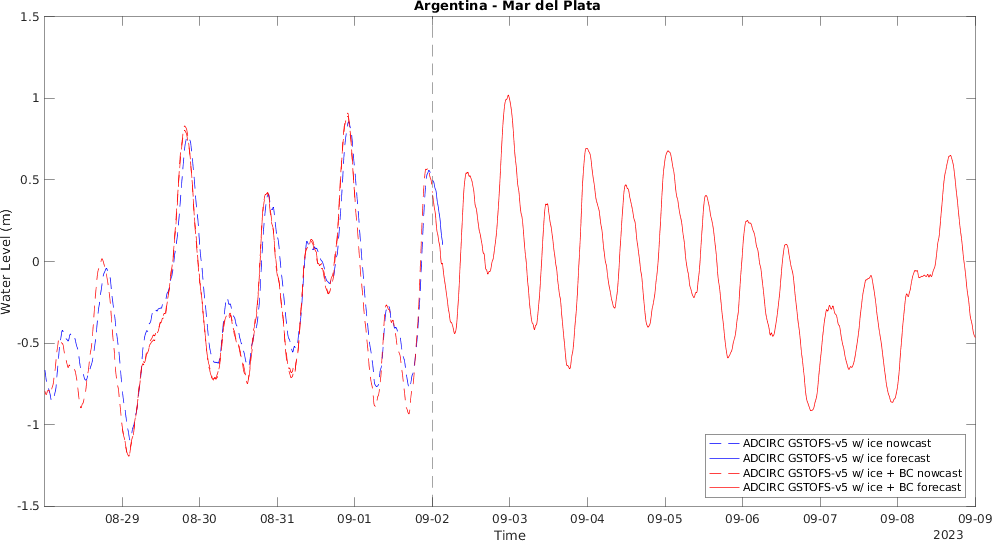 Argentina - Mar del Plata
1.5
1
0.5
0
-0.5
-1
-1.5
Water Level (m)
08-29 08-30 08-31 09-01 09-02 09-03 09-04 09-05 09-06 09-07 09-08 09-09
Time
2023
ADCIRC GSTOFS-v5 w/ ice nowcast
ADCIRC GSTOFS-v5 w/ ice forecast
ADCIRC GSTOFS-v5 w/ ice + BC nowcast
ADCIRC GSTOFS-v5 w/ ice + BC forecast